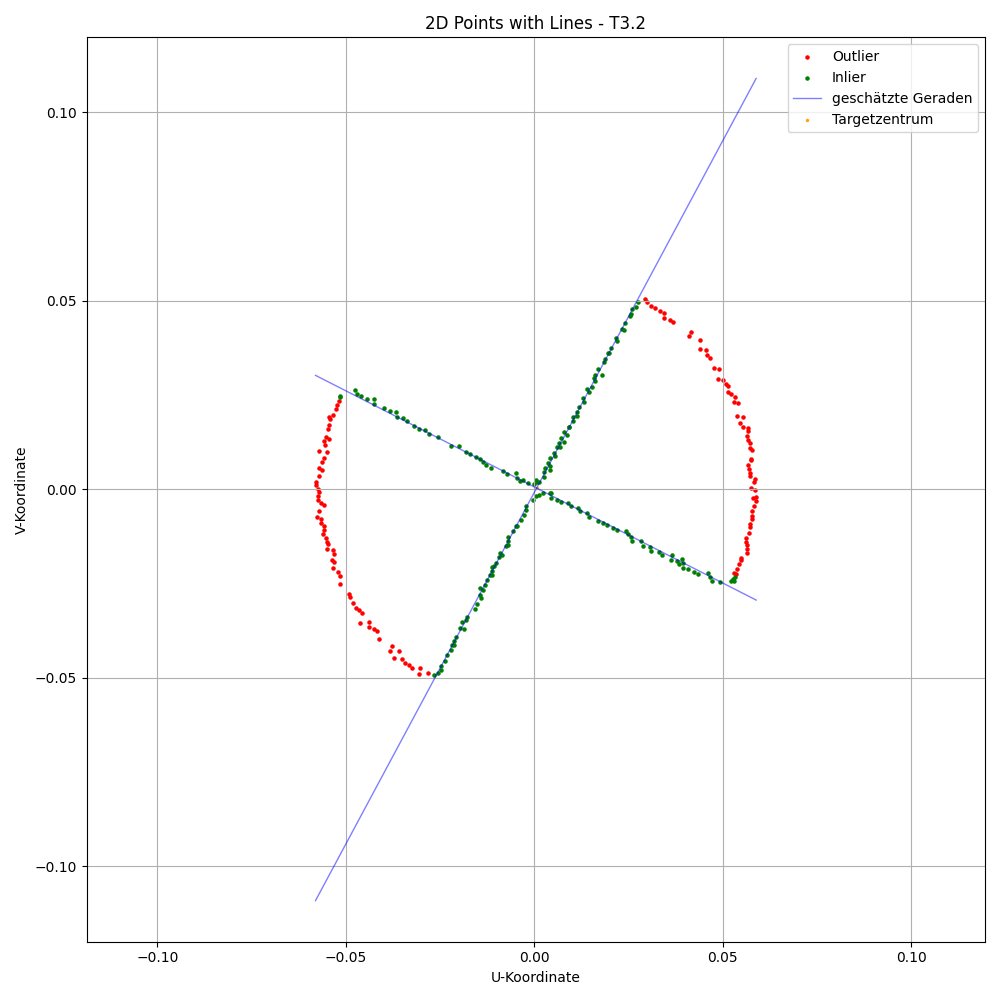 2D Points with Lines - T3.2
Outlier
Inlier
geschätzte Geraden
Targetzentrum
V-Koordinate
0.10
0.05
0.00
−0.05
−0.10
−0.10
−0.05
0.00
0.05
0.10
U-Koordinate